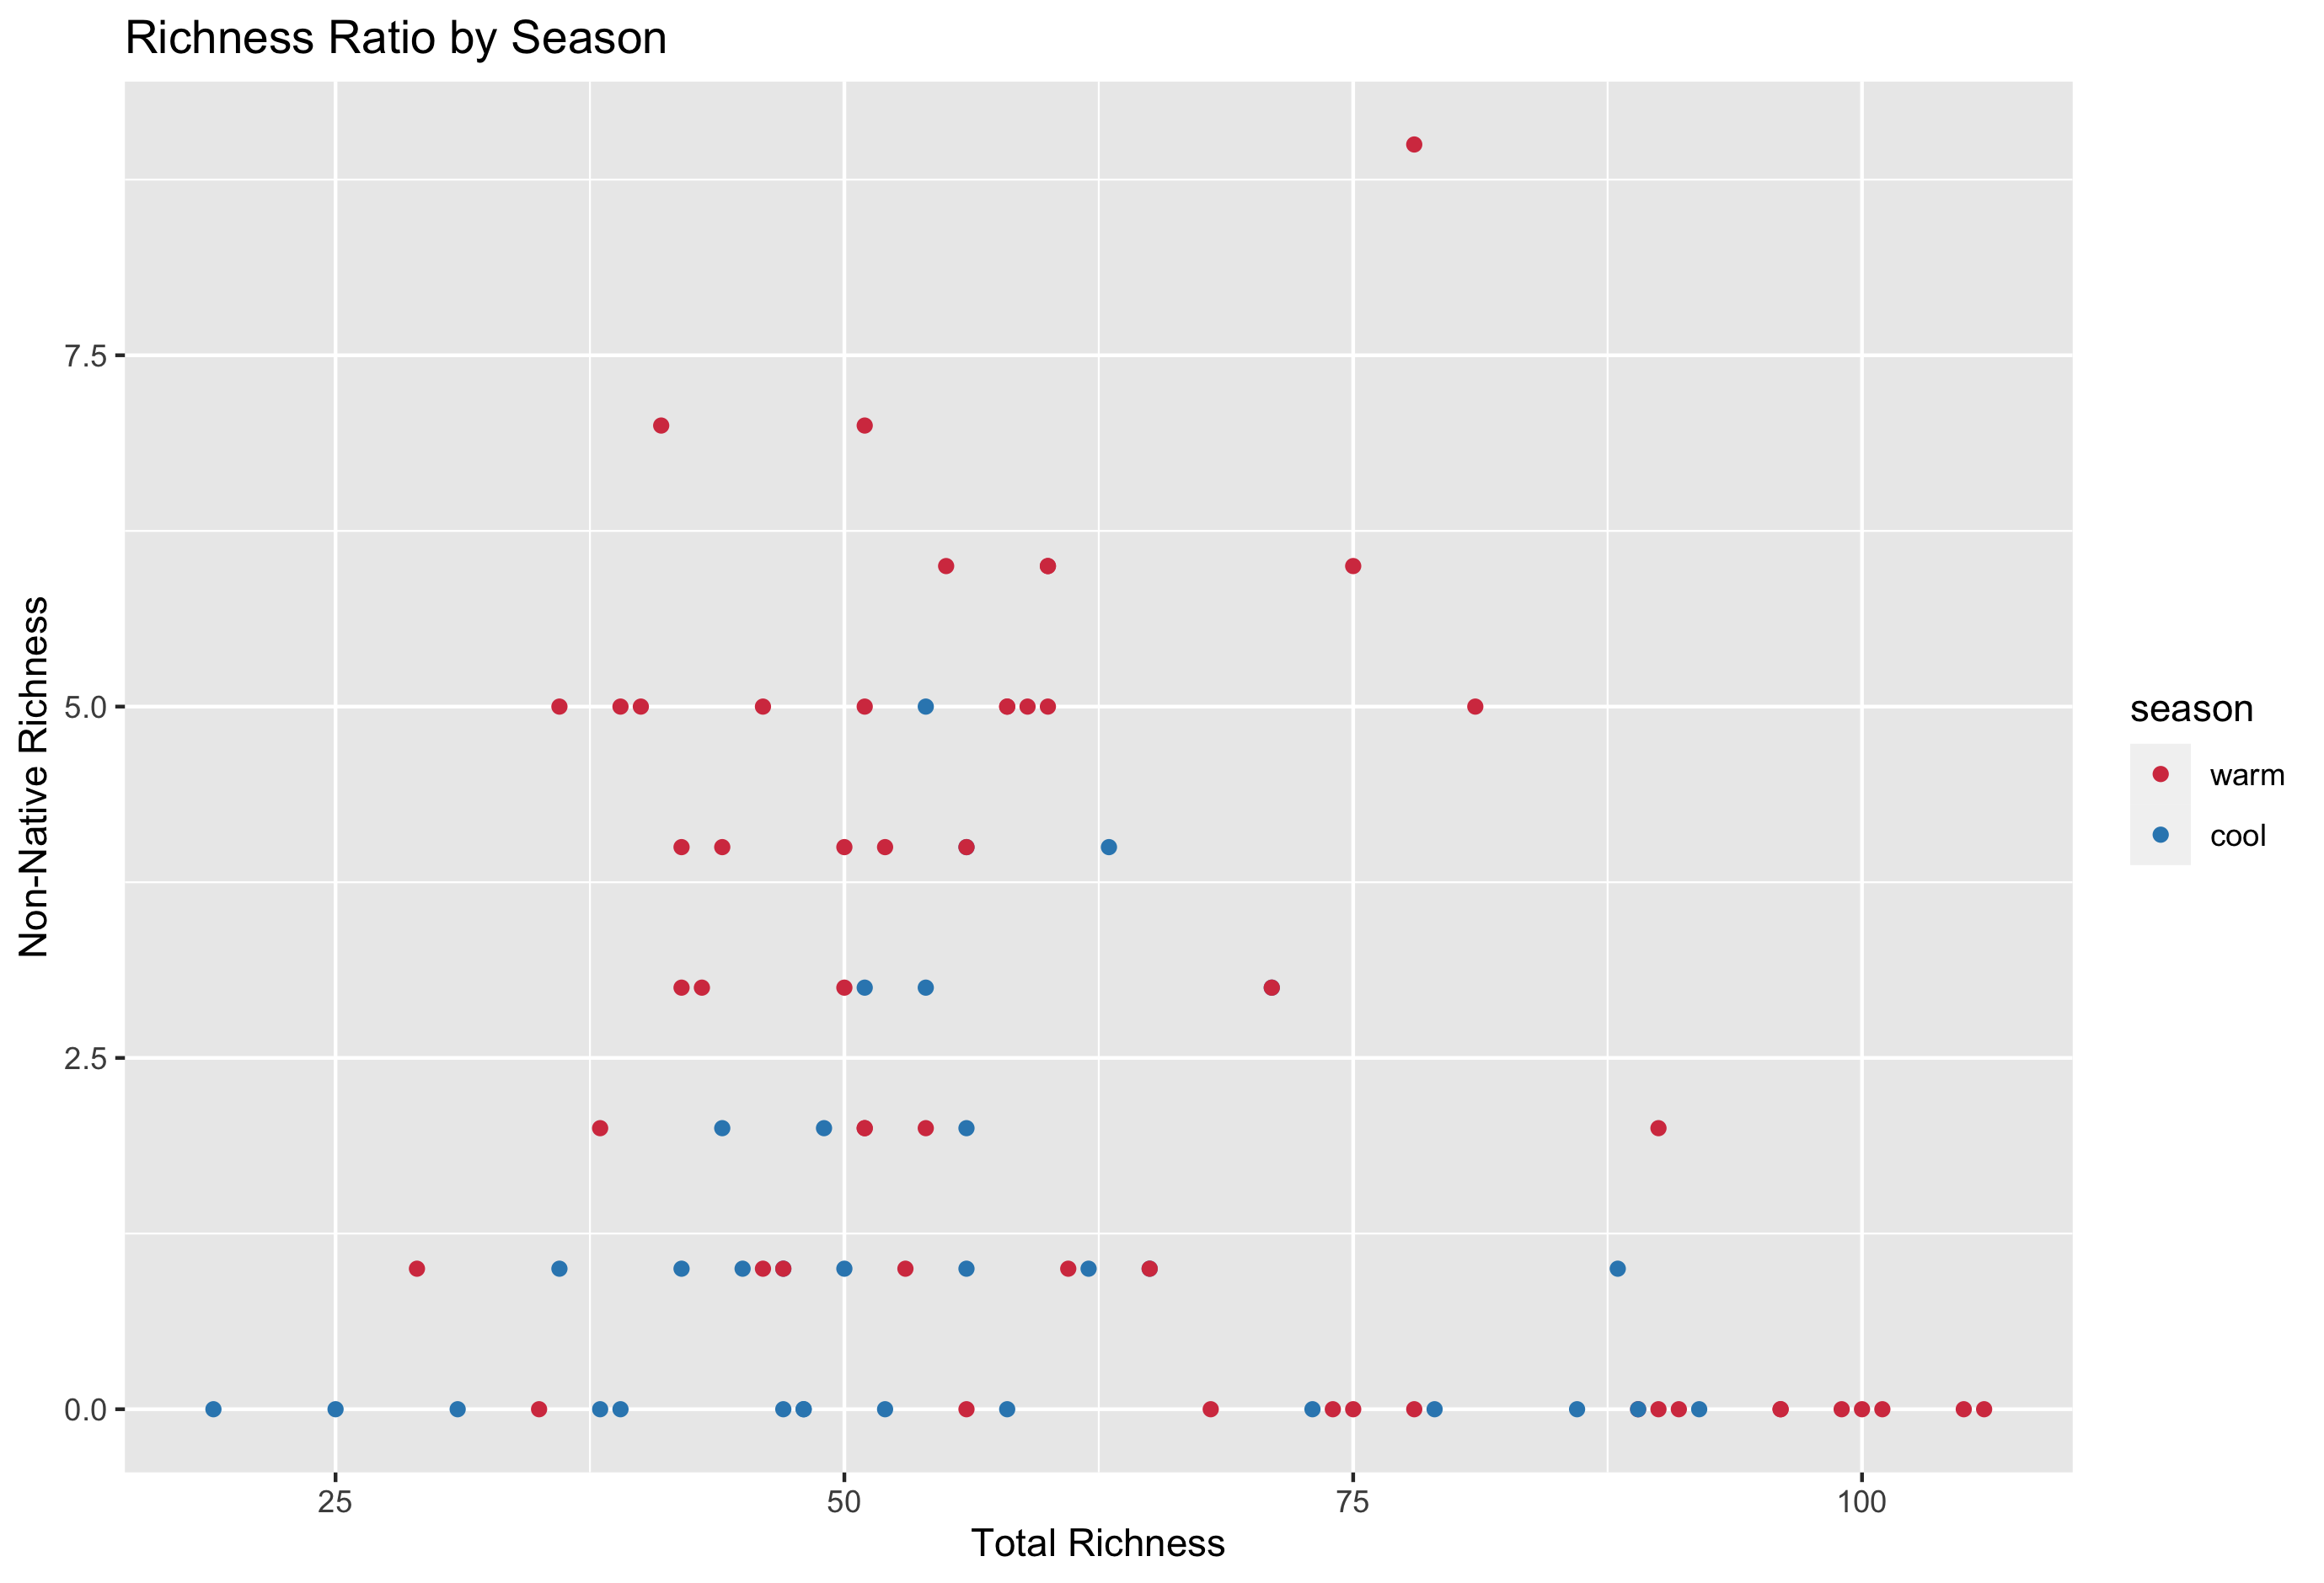 Richness Ratio by Season
Non-Native Richness
7.5
5.0
2.5
0.0
25
50
75
100
Total Richness
season
warm
cool